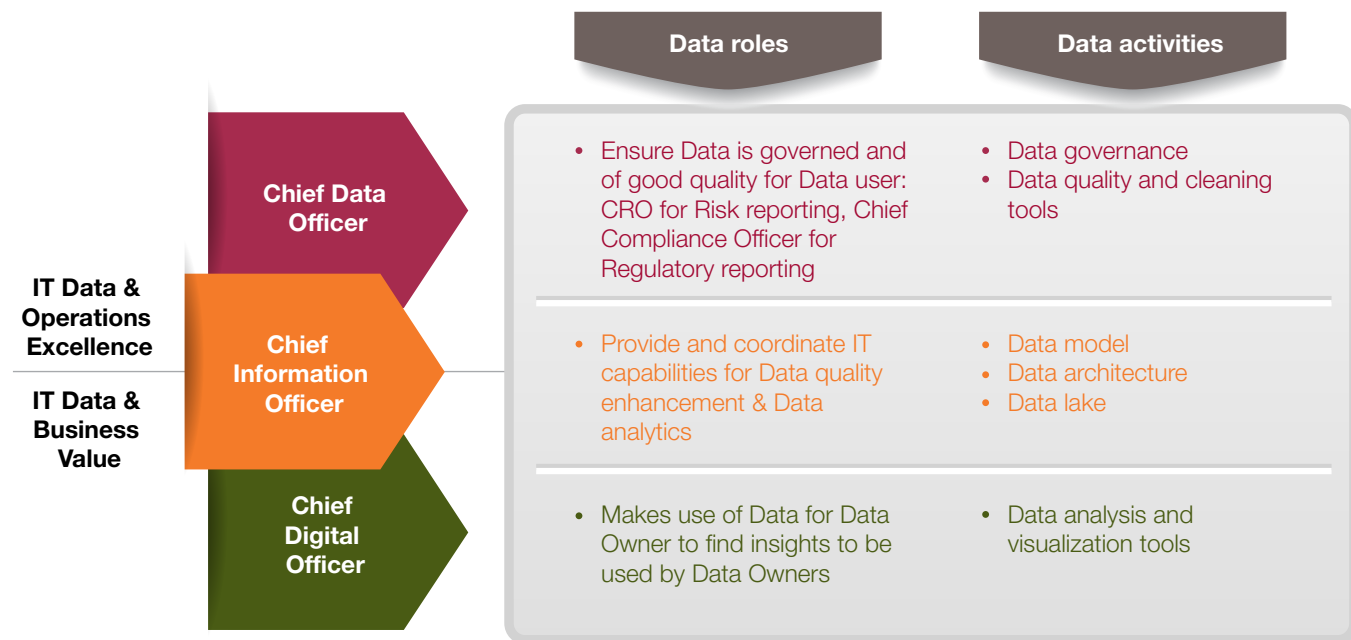 Data roles
Data activities
IT Data &
Operations
Excellence
IT Data &
Business
Value
Chief Data
Officer
• Ensure Data is governed and
of good quality for Data user:
CRO for Risk reporting, Chief
Compliance Officer for
Regulatory reporting
• Data governance
• Data quality and cleaning
tools
Chief
Information
Officer
• Provide and coordinate IT
capabilities for Data quality
enhancement & Data
analytics
• Data model
• Data architecture
• Data lake
Chief
Digital
Officer
• Makes use of Data for Data
Owner to find insights to be
used by Data Owners
• Data analysis and
visualization tools